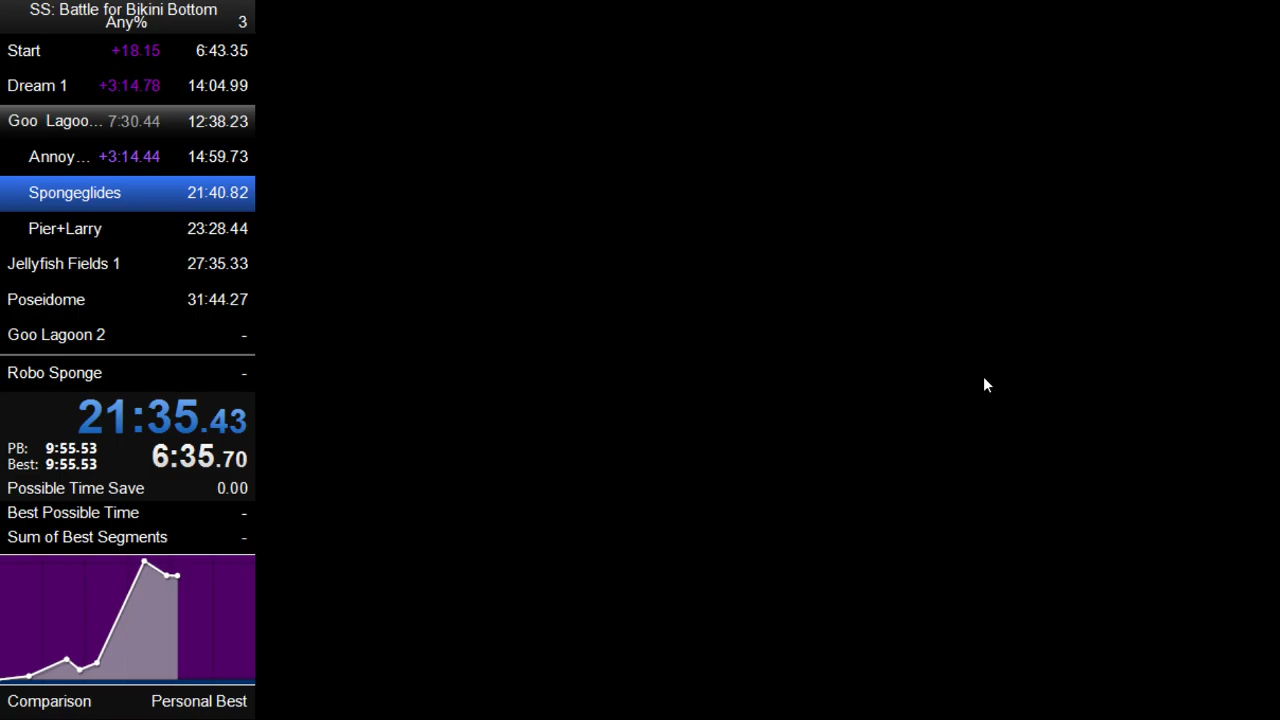 SS: Battle for Bikini Bottom
Any% 3
Start +18.15 6:43.35
Dream 1 +3:14.78 14:04.99
Goo Lagoo... 7:30.44 12:38.23
Annoy... +3:14.44 14:59.73
Spongeglides 21:40.82
Pier+Larry 23:28.44
Jellyfish Fields 1 27:35.33
Poseidome 31:44.27
Goo Lagoon 2 -
Robo Sponge -
21:35.43
PB: 9:55.53 6:35.70
Best: 9:55.53
Possible Time Save 0.00
Best Possible Time -
Sum of Best Segments -
Comparison Personal Best